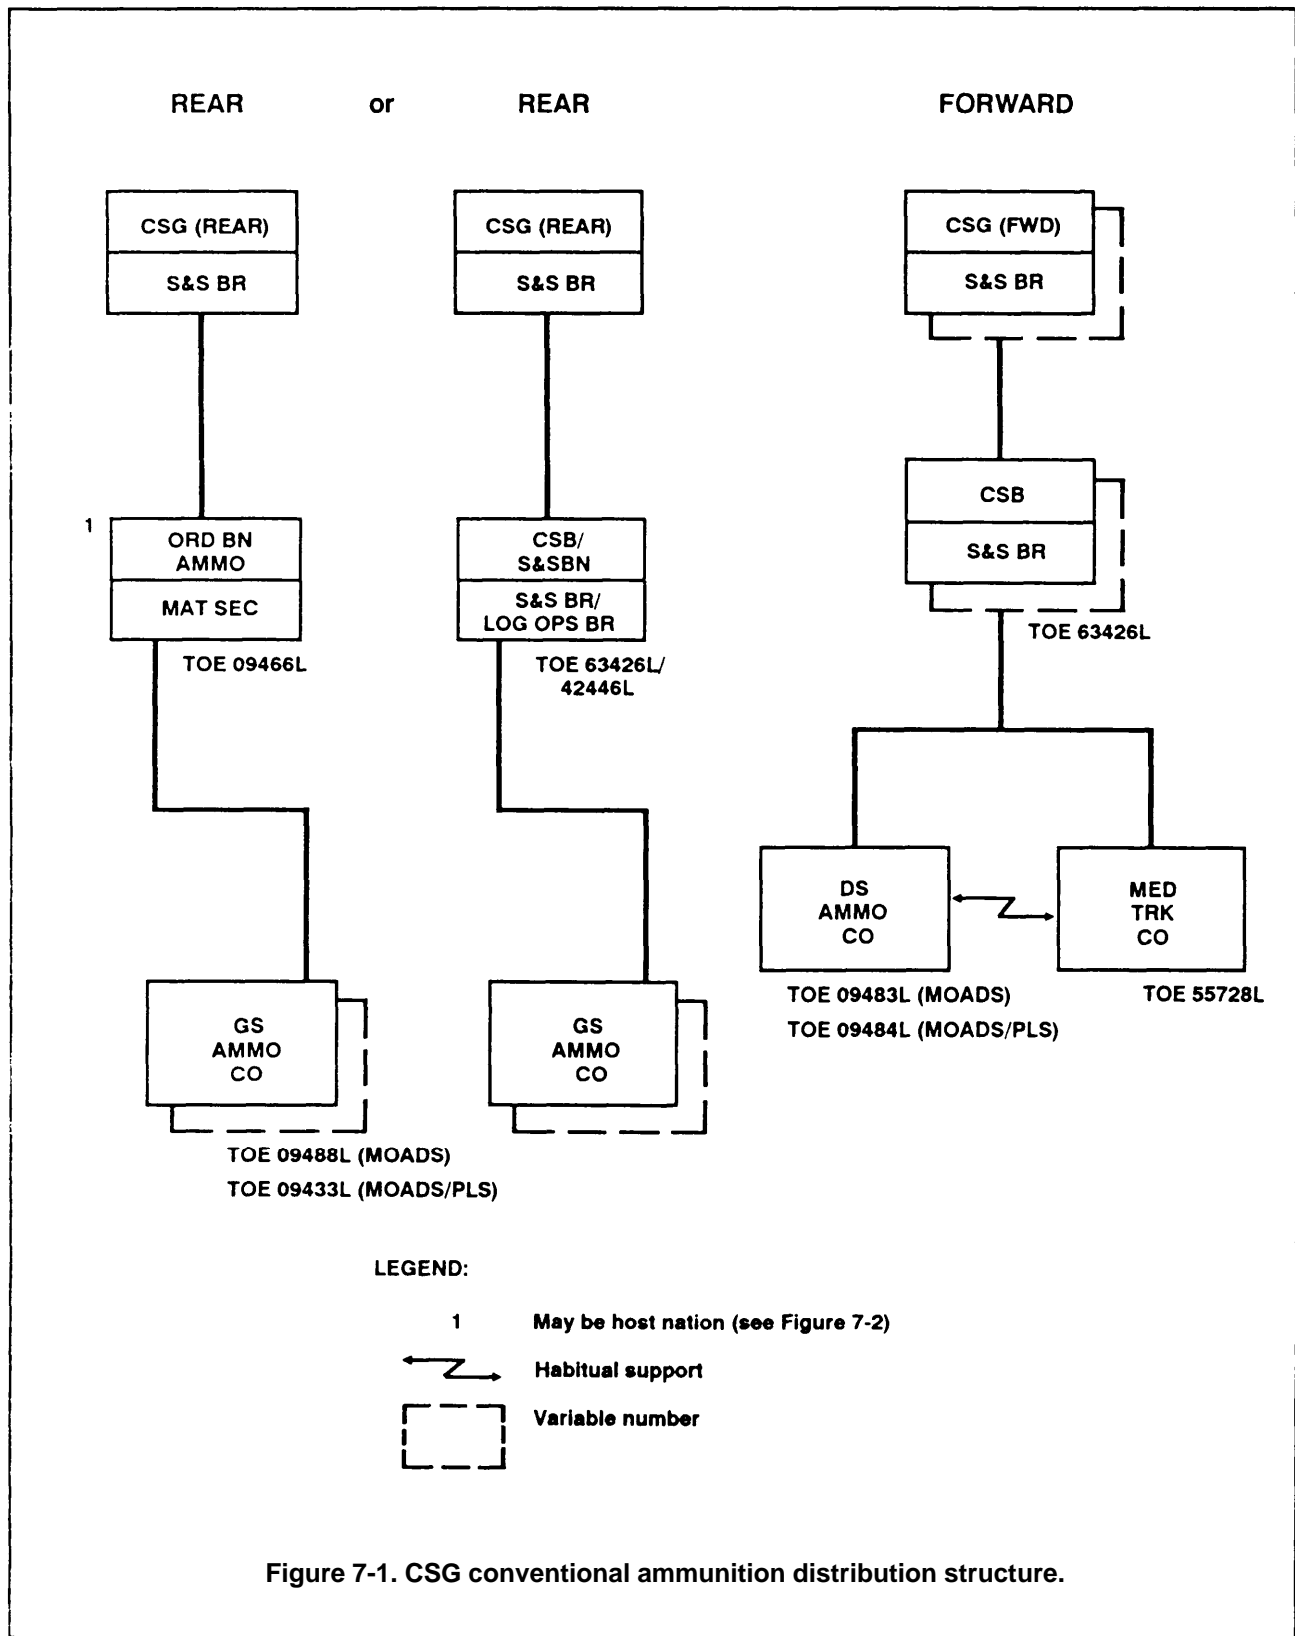 REAR or REAR FORWARD
CSG (REAR)
S&S BR
CSG (REAR)
S&S BR
CSG (FWD)
S&S BR
1
ORD BN
AMMO
MAT SEC
TOE 09466L
CSB/
S&SBN
S&S BR/
LOG OPS BR
TOE 63426L/
42446L
CSB
S&S BR
TOE 63426L
GS
AMMO
CO
TOE 09488L (MOADS)
TOE 09433L (MOADS/PLS)
GS
AMMO
CO
DS
AMMO
CO
TOE 09483L (MOADS)
TOE 09484L (MOADS/PLS)
MED
TRK
CO
TOE 55728L
LEGEND:
1 May be host nation (see Figure 7-2)
Habitual support
Variable number
Figure 7-1. CSG conventional ammunition distribution structure.